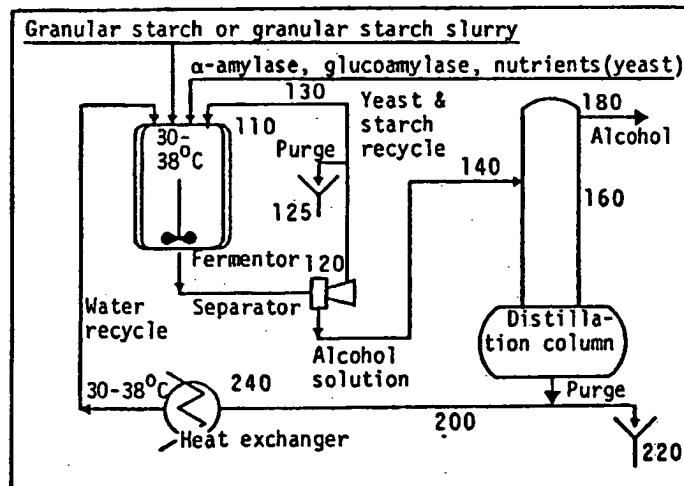 Granular starch or granular starch slurry
α-amylase, glucoamylase, nutrients(yeast)
130
Yeast &
starch
recycle
180
Alcohol
110
30-
38°C
Purge
140
125
160
Fermentor
120
Separator
Water
recycle
Alcohol
solution
Distilla-
tion column
30-38°C
240
Purge
Heat exchanger
200
220